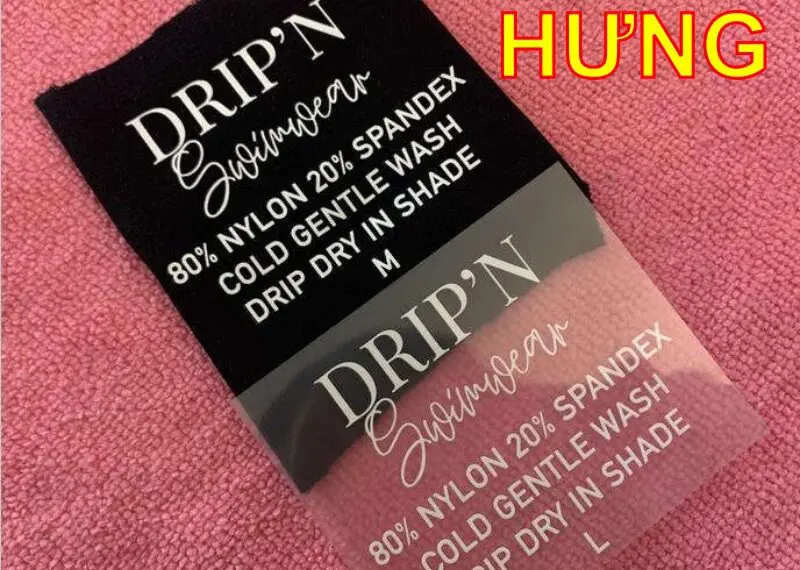 HƯNG
DRIP'N
Swimwear
80% NYLON 20% SPANDEX
COLD GENTLE WASH
DRIP DRY IN SHADE
M
DRIP'N
Swimwear
80% NYLON 20% SPANDEX
COLD GENTLE WASH
DRIP DRY IN SHADE
L